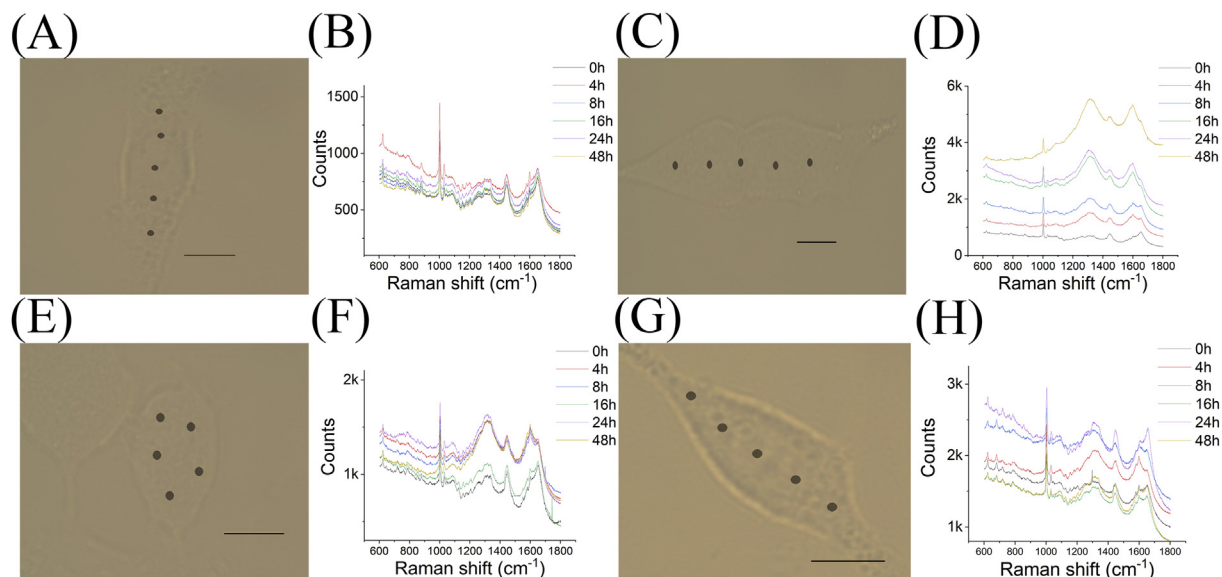 (A)
(B)
1500
1000
500
Counts
600 800 1000 1200 1400 1600 1800
Raman shift (cm-1)
0h
4h
8h
16h
24h
48h
(C)
(D)
6k
4k
2k
0
Counts
600 800 1000 1200 1400 1600 1800
Raman shift (cm-1)
0h
4h
8h
16h
24h
48h
(E)
(F)
2k
1k
Counts
600 800 1000 1200 1400 1600 1800
Raman shift (cm-1)
0h
4h
8h
16h
24h
48h
(G)
(H)
3k
2k
1k
Counts
600 800 1000 1200 1400 1600 1800
Raman shift (cm-1)
0h
4h
8h
16h
24h
48h